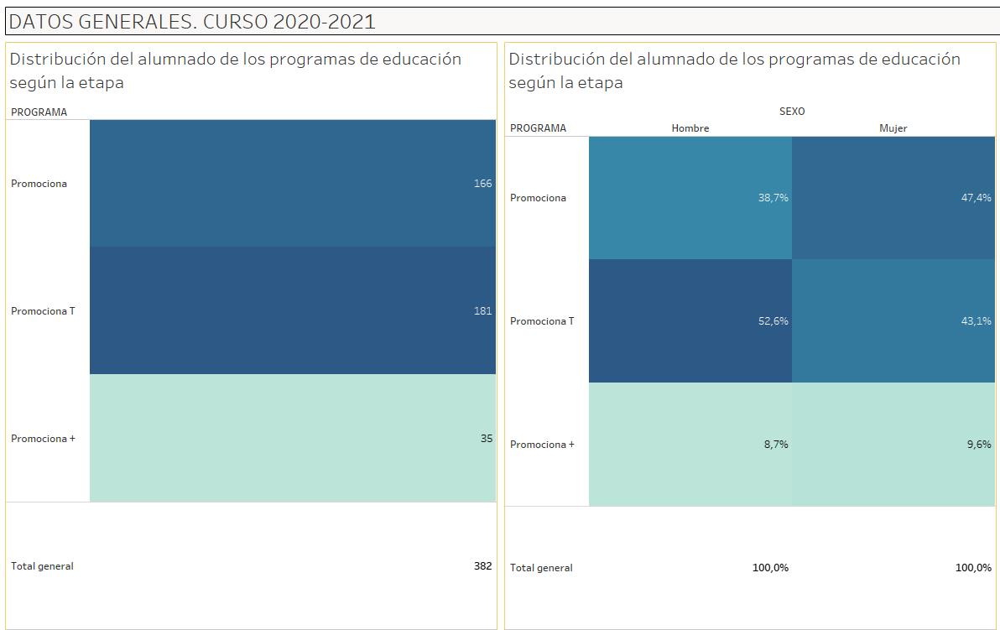 DATOS GENERALES. CURSO 2020-2021
Distribución del alumnado de los programas de educación
según la etapa
PROGRAMA
Promociona 166
Promociona T 181
Promociona + 35
Total general 382
Distribución del alumnado de los programas de educación
según la etapa
SEXO
PROGRAMA Hombre Mujer
Promociona 38,7% 47,4%
Promociona T 52,6% 43,1%
Promociona + 8,7% 9,6%
Total general 100,0% 100,0%